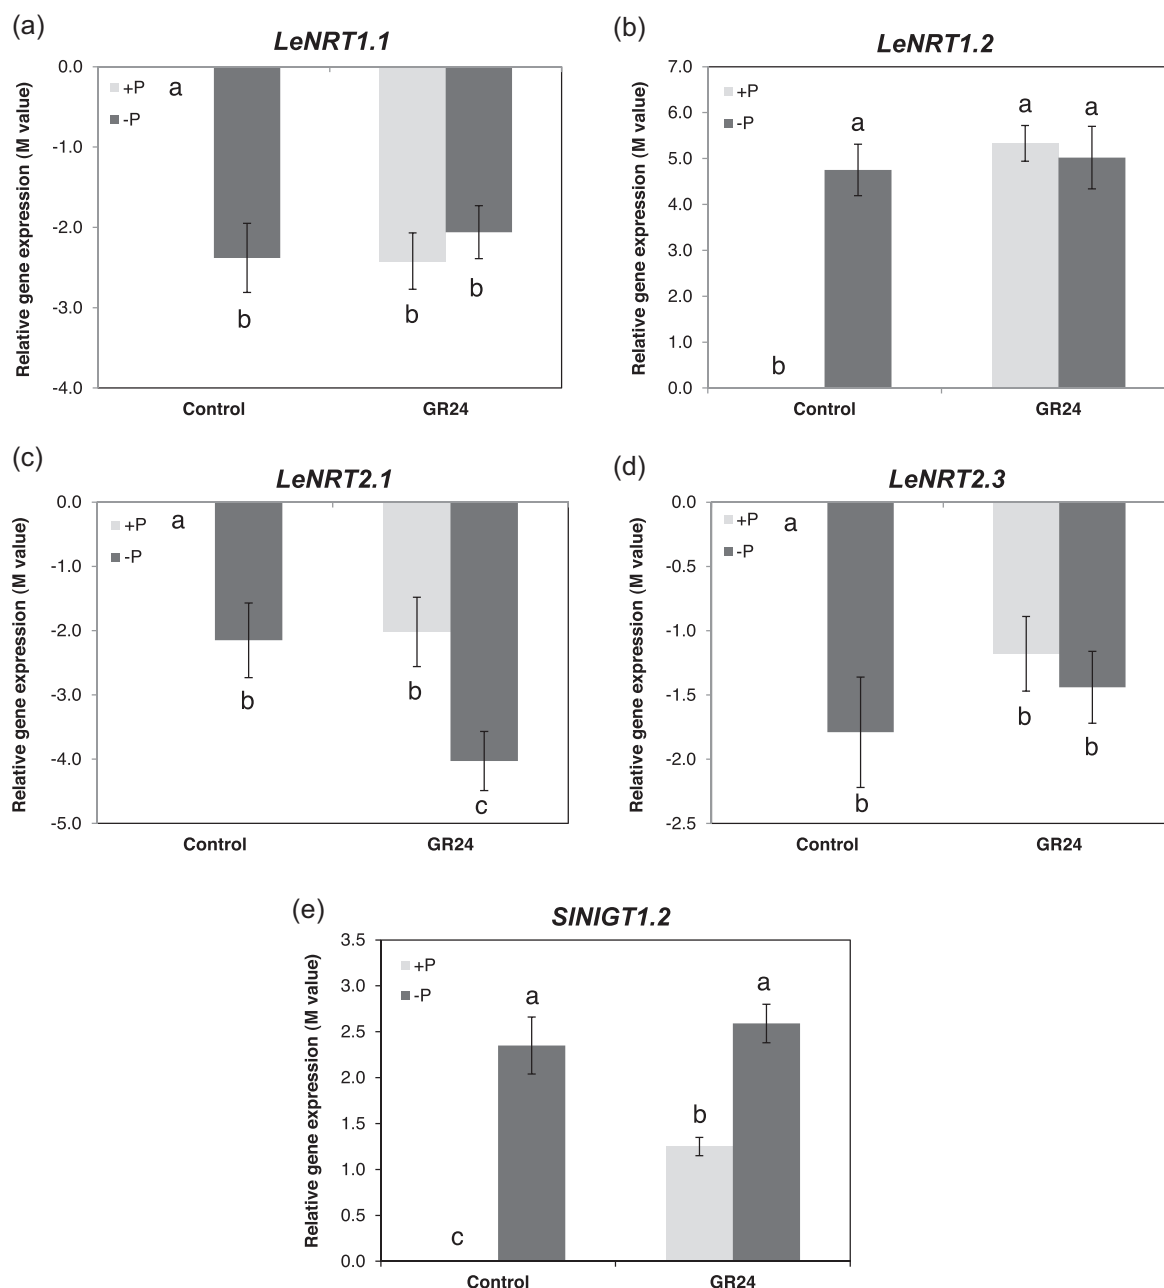 (a)
LeNRT1.1
Relative gene expression (M value)
0.0
-1.0
-2.0
-3.0
-4.0
+P
-P
a
b
b
b
Control
GR24
(b)
LeNRT1.2
Relative gene expression (M value)
7.0
6.0
5.0
4.0
3.0
2.0
1.0
0.0
+P
-P
b
a
a
a
Control
GR24
(c)
LeNRT2.1
Relative gene expression (M value)
0.0
-1.0
-2.0
-3.0
-4.0
-5.0
+P
-P
a
b
b
c
Control
GR24
(d)
LeNRT2.3
Relative gene expression (M value)
0.0
-0.5
-1.0
-1.5
-2.0
-2.5
+P
-P
a
b
b
b
Control
GR24
(e)
SlNIGT1.2
Relative gene expression (M value)
3.5
3.0
2.5
2.0
1.5
1.0
0.5
0.0
+P
-P
c
a
b
a
Control
GR24